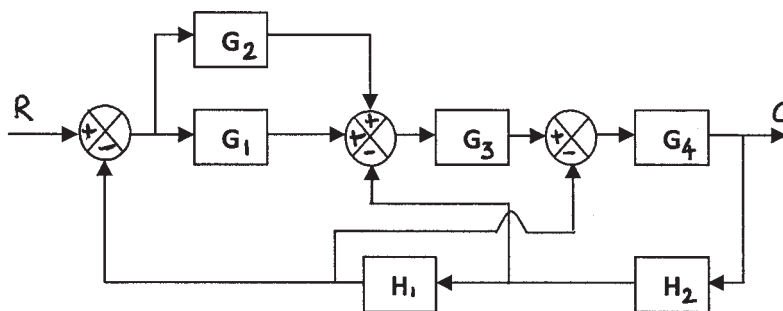 G₂
R
+
-
G₁
+
+
-
G₃
+
-
G₄
C
H₁
H₂